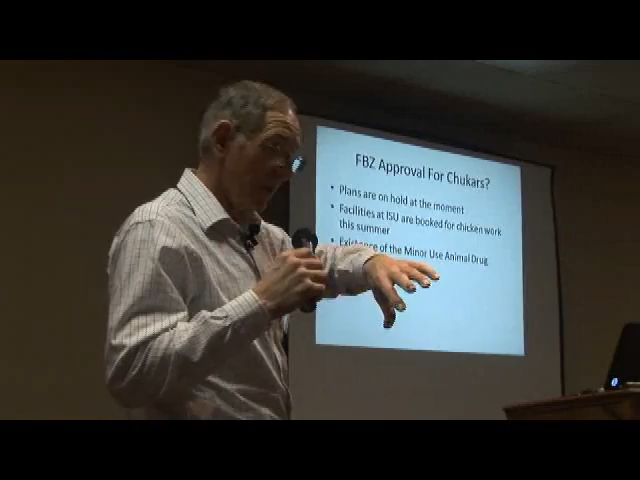 FBZ Approval For Chukars?
• Plans are on hold at the moment
• Facilities at ISU are booked for chicken work
this summer
• Existence of the Minor Use Animal Drug